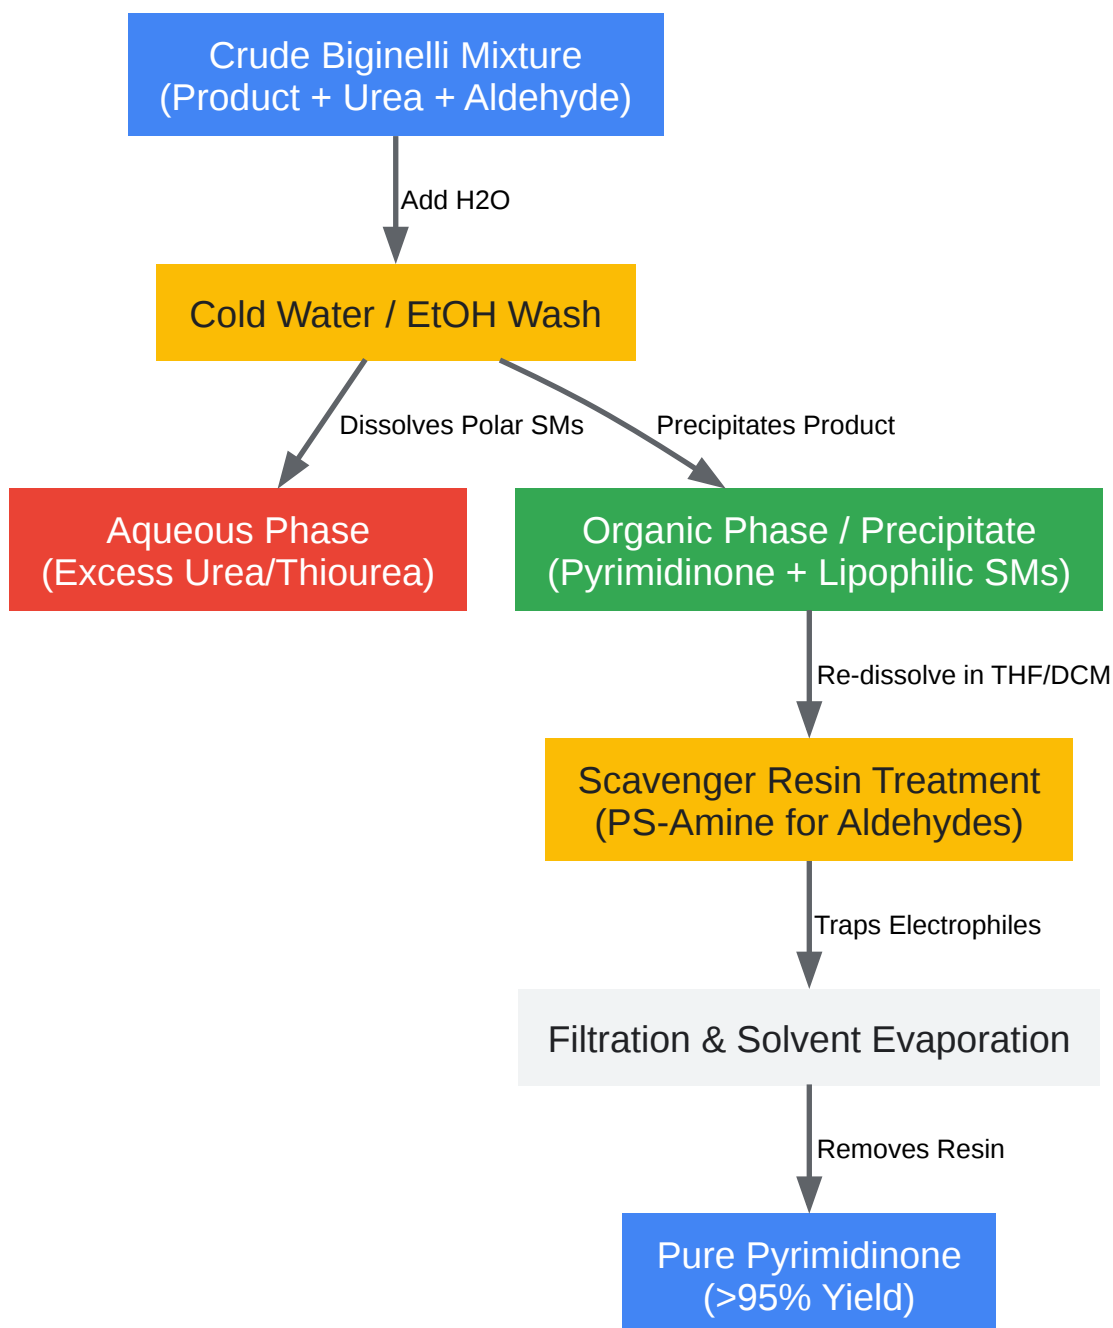 Crude Biginelli Mixture
(Product + Urea + Aldehyde)
Add H2O
Cold Water / EtOH Wash
Dissolves Polar SMs
Precipitates Product
Aqueous Phase
(Excess Urea/Thiourea)
Organic Phase / Precipitate
(Pyrimidinone + Lipophilic SMs)
Re-dissolve in THF/DCM
Scavenger Resin Treatment
(PS-Amine for Aldehydes)
Traps Electrophiles
Filtration & Solvent Evaporation
Removes Resin
Pure Pyrimidinone
(>95% Yield)